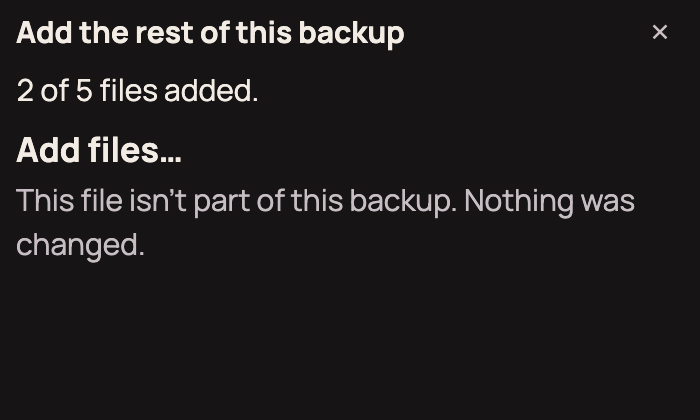 Add the rest of this backup
2 of 5 files added.
Add files…
This file isn’t part of this backup. Nothing was
changed.